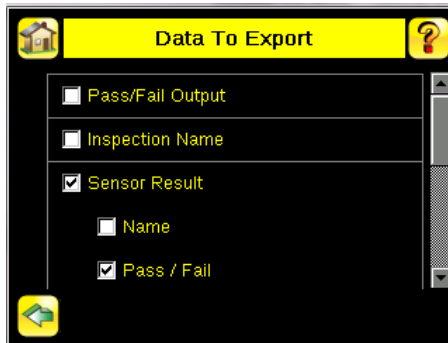 Data To Export
Pass/Fail Output
Inspection Name
Sensor Result
Name
Pass / Fail